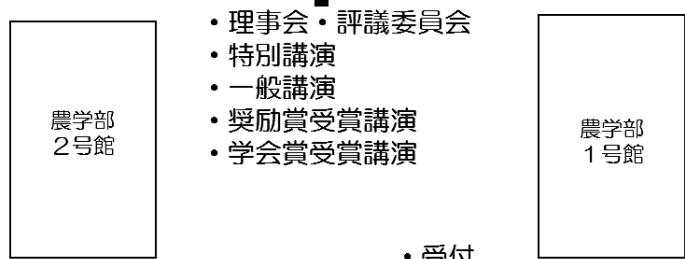 ・理事会・評議委員会
・特別講演
・一般講演
・奨励賞受賞講演
・学会賞受賞講演
農学部
2号館
農学部
1号館
・受付